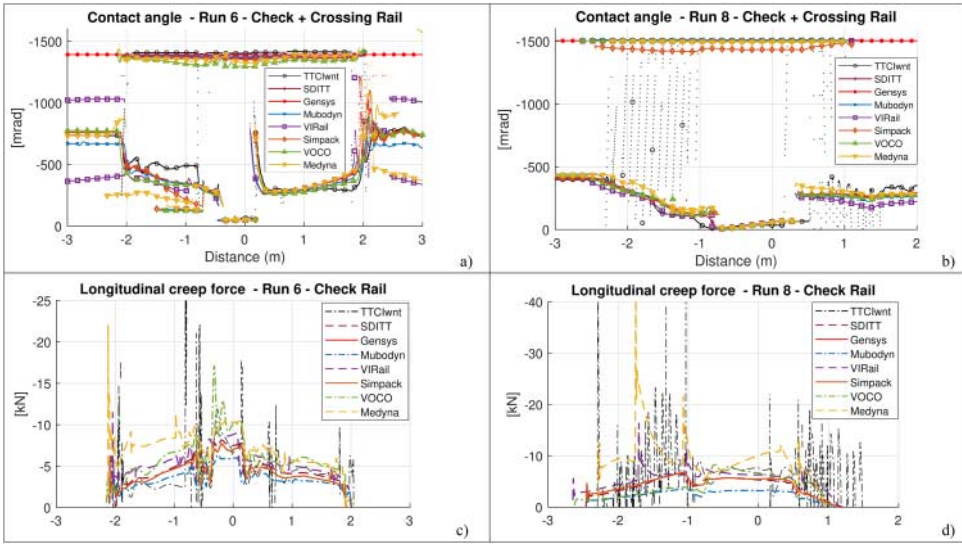 Contact angle - Run 6 - Check + Crossing Rail
-1500
-1000
-500
0
[mrad]
TTCIwnt
SDITT
Gensys
Mubodyn
VIRail
Simpack
VOCO
Medyna
-3 -2 -1 0 1 2 3
Distance (m)
a)
Contact angle - Run 8 - Check + Crossing Rail
-1500
-1000
-500
0
[mrad]
TTCIwnt
SDITT
Gensys
Mubodyn
VIRail
Simpack
VOCO
Medyna
-3 -2 -1 0 1 2
Distance (m)
b)
Longitudinal creep force - Run 6 - Check Rail
-25
-20
-15
-10
-5
0
[kN]
TTCIwnt
SDITT
Gensys
Mubodyn
VIRail
Simpack
VOCO
Medyna
-3 -2 -1 0 1 2 3
c)
Longitudinal creep force - Run 8 - Check Rail
-40
-30
-20
-10
0
[kN]
TTCIwnt
SDITT
Gensys
Mubodyn
VIRail
Simpack
VOCO
Medyna
-3 -2 -1 0 1 2
d)